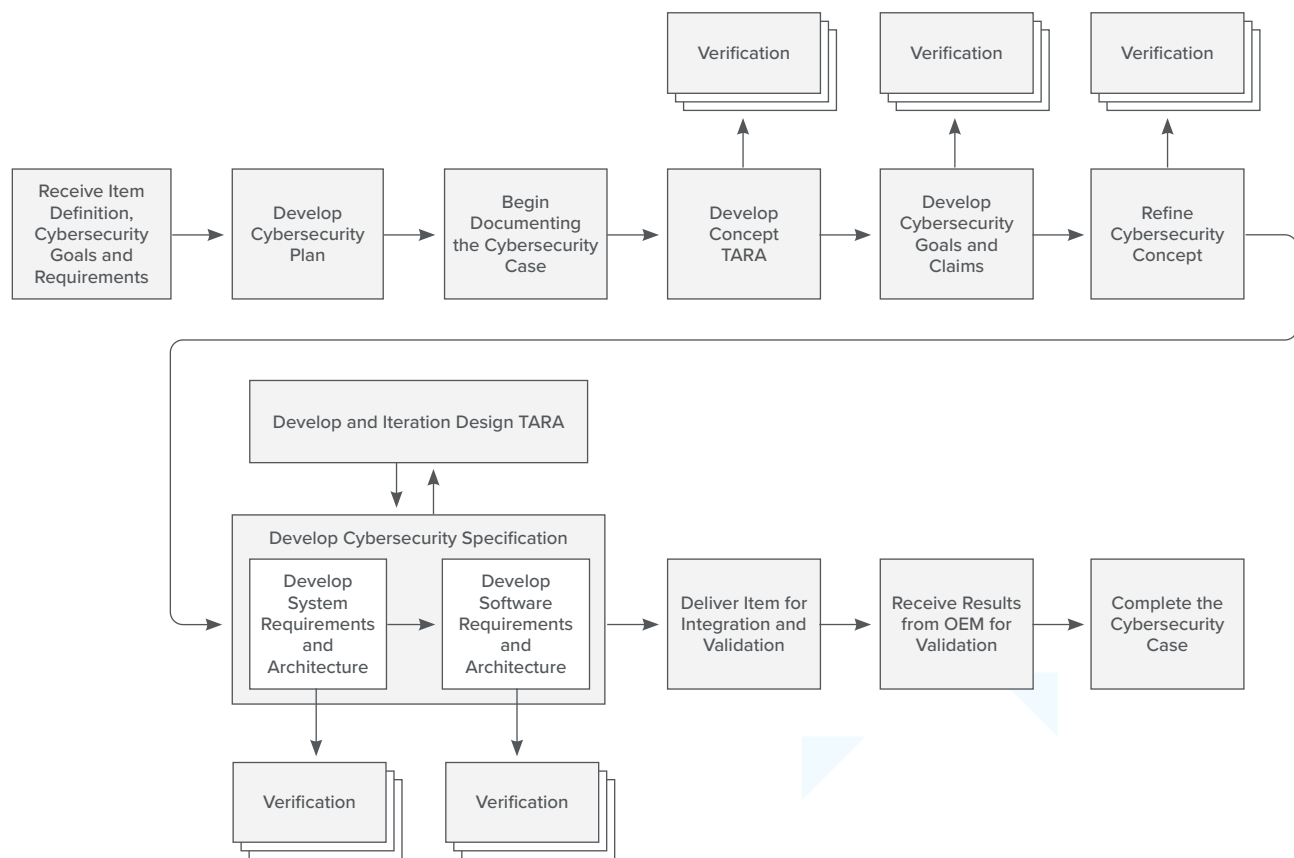 Verification
Verification
Verification
Receive Item
Definition,
Cybersecurity
Goals and
Requirements
Develop
Cybersecurity
Plan
Begin
Documenting
the Cybersecurity
Case
Develop
Concept
TARA
Develop
Cybersecurity
Goals and
Claims
Refine
Cybersecurity
Concept
Develop and Iteration Design TARA
Develop Cybersecurity Specification
Develop
System
Requirements
and
Architecture
Develop
Software
Requirements
and
Architecture
Deliver Item for
Integration and
Validation
Receive Results
from OEM for
Validation
Complete the
Cybersecurity
Case
Verification
Verification